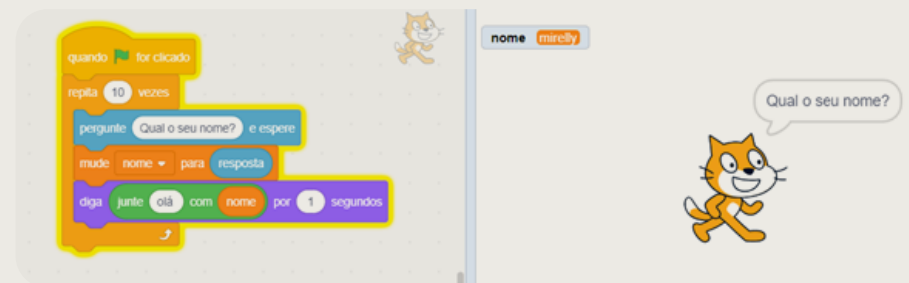 quando for clicado
repita 10 vezes
pergunte Qual o seu nome? e espere
mude nome para resposta
diga junte olá com nome por 1 segundos
nome mirelly
Qual o seu nome?